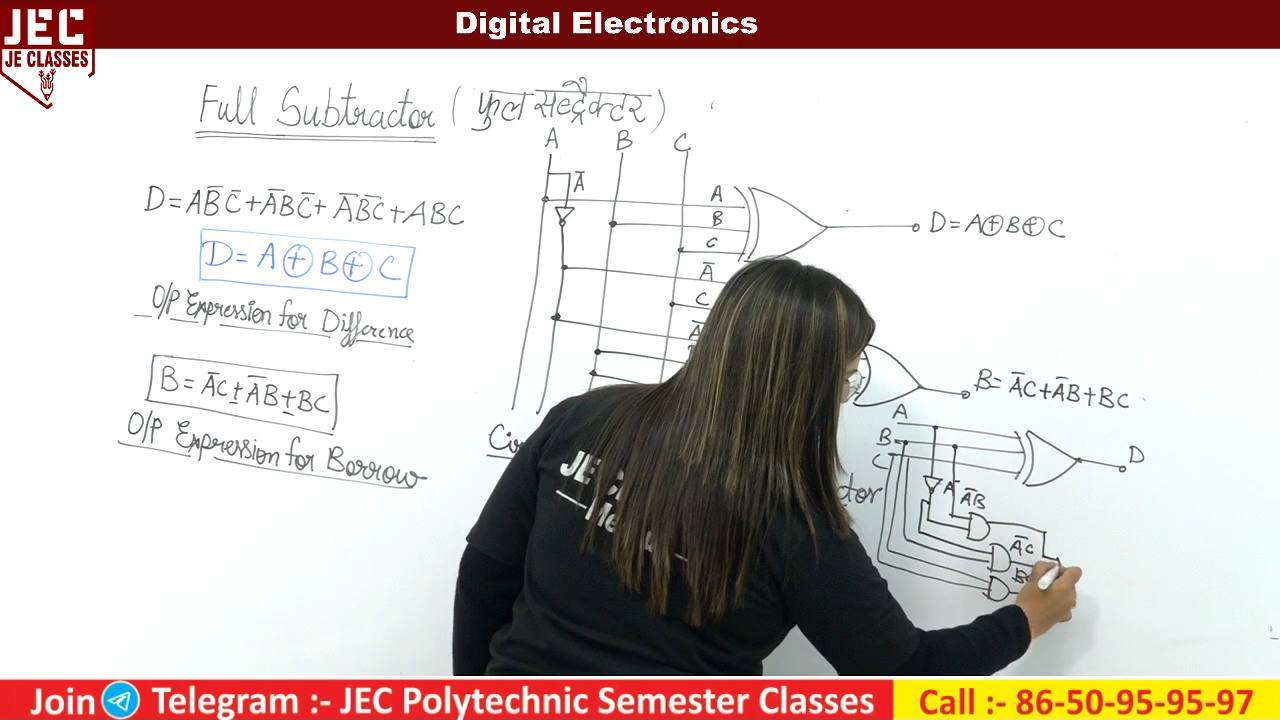 Digital Electronics
JEC
JE CLASSES
Full Subtractor (फुल सब्ट्रैक्टर)
A B C
Ā
D = AB̄C̄ + ĀBC̄ + ĀB̄C + ABC
D = A ⊕ B ⊕ C
O/P Expression for Difference
B = ĀC + ĀB + BC
O/P Expression for Borrow
A
B
C
Ā
C
D = A⊕B⊕C
B = ĀC + ĀB + BC
A
B
C
D
ĀB
ĀC
JEC
Join Telegram :- JEC Polytechnic Semester Classes
Call :- 86-50-95-95-97